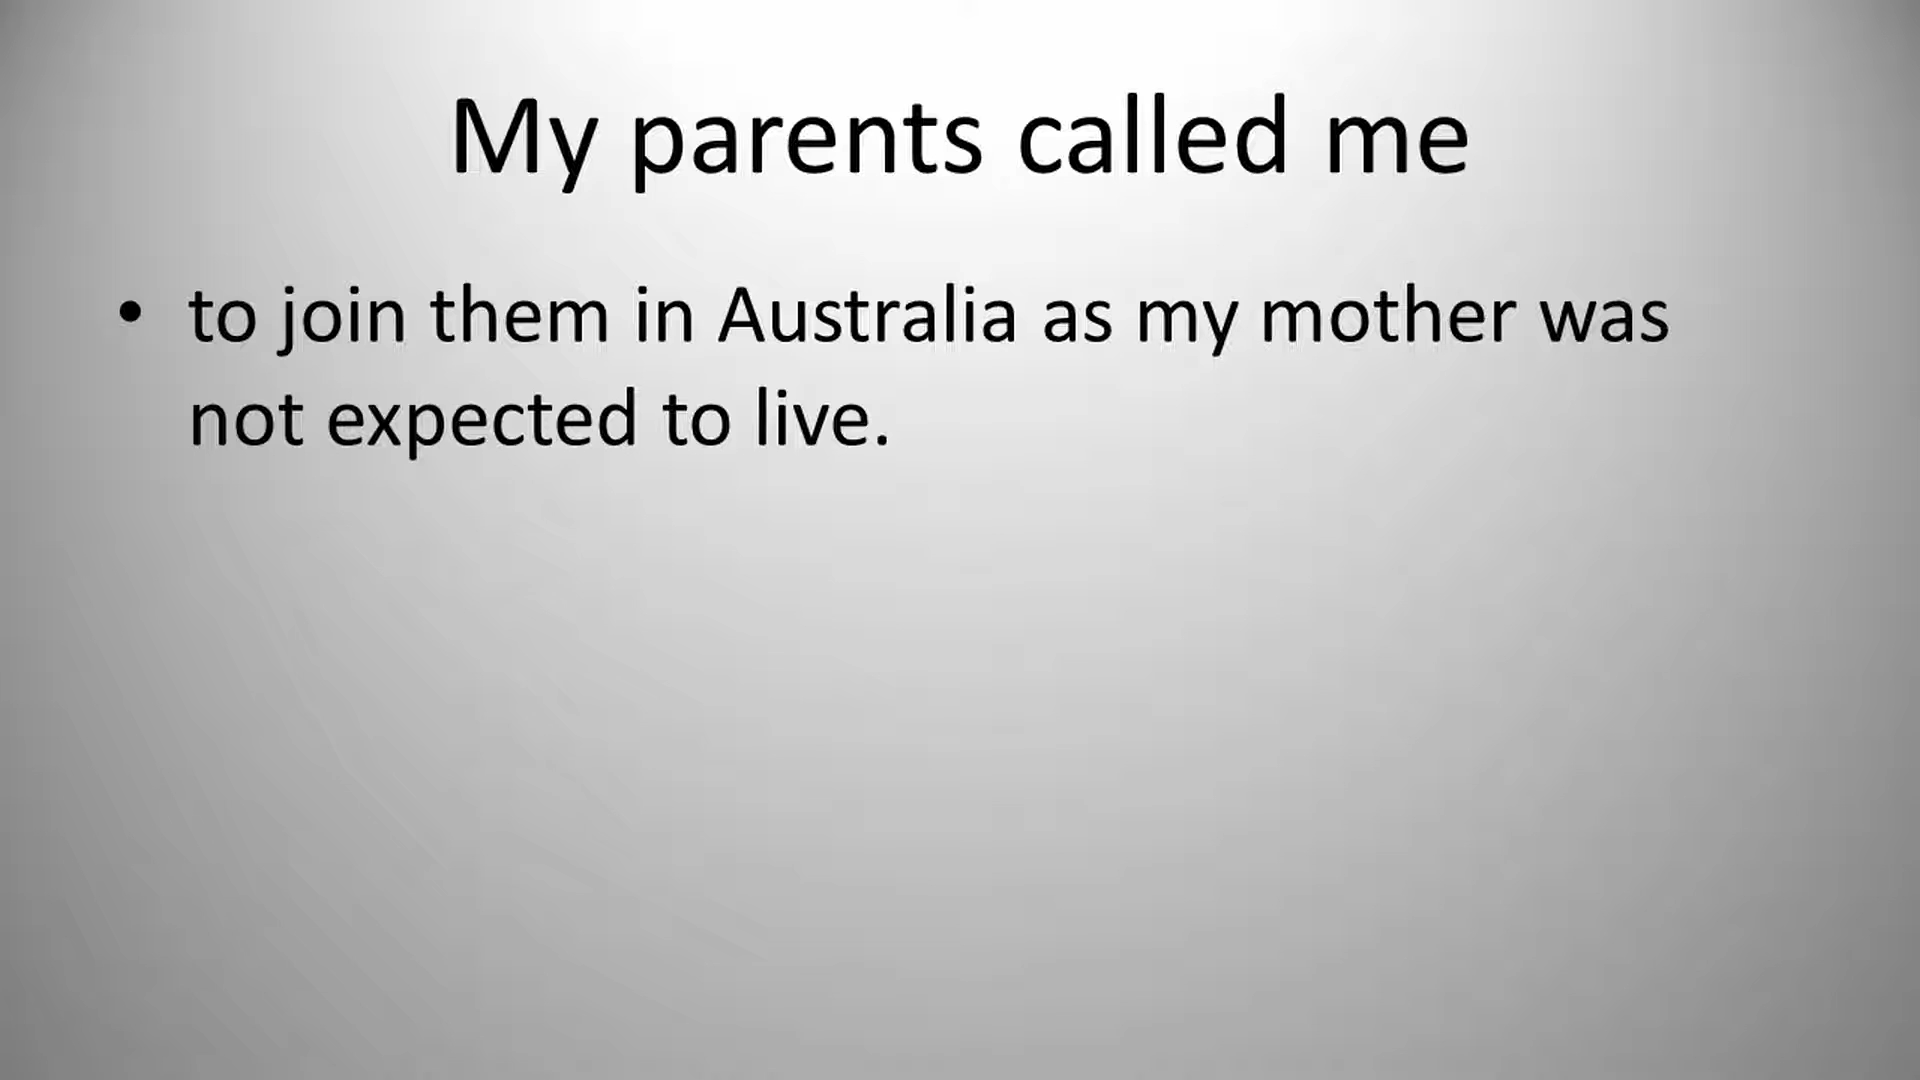 My parents called me
• to join them in Australia as my mother was
not expected to live.